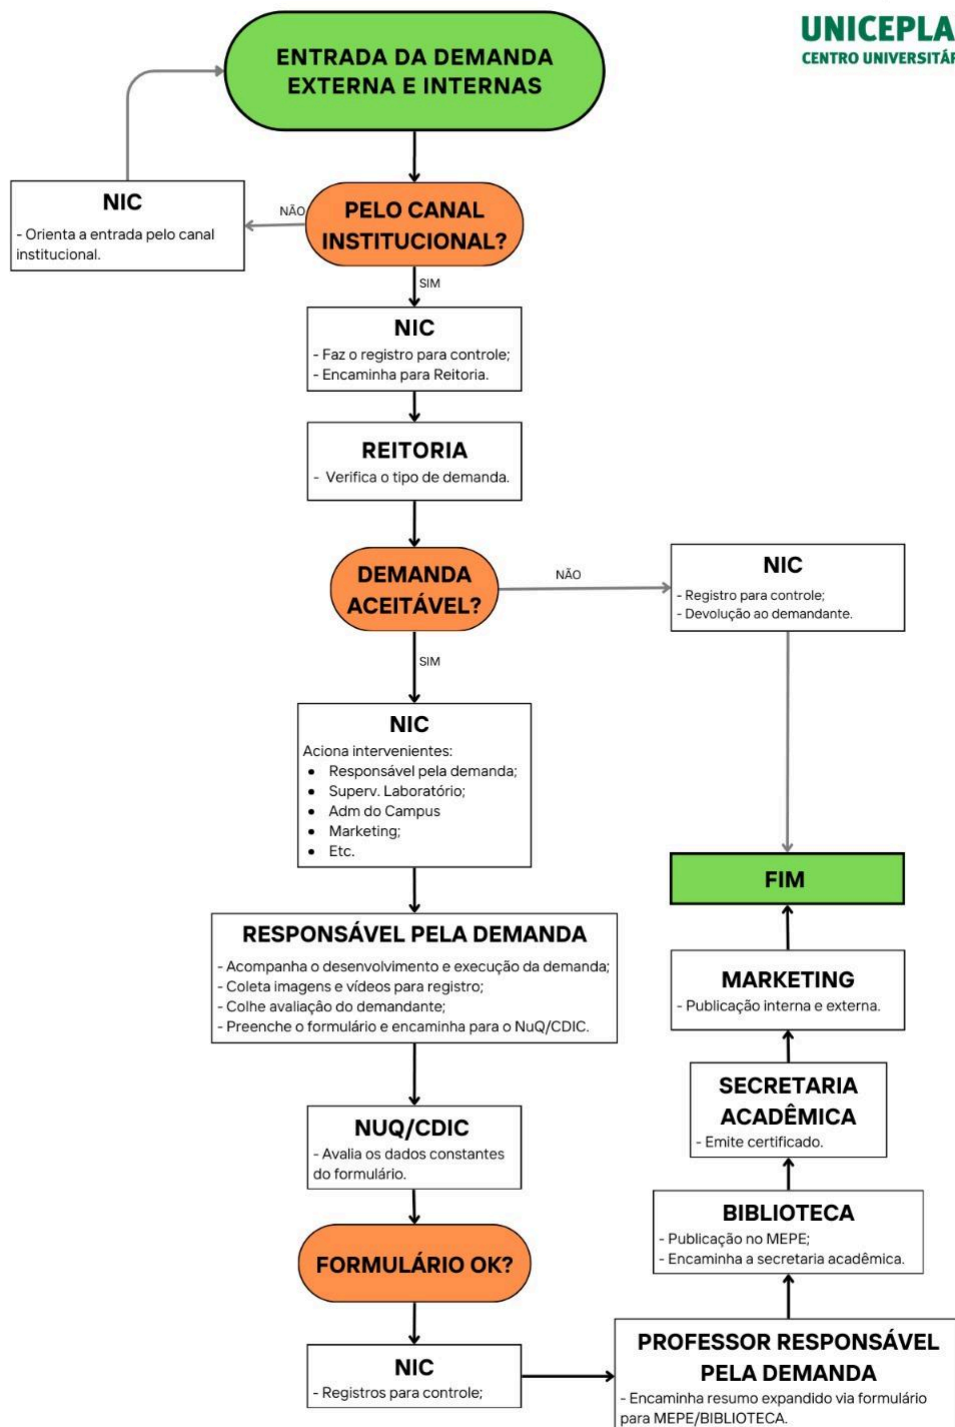 UNICEPLA
CENTRO UNIVERSITÁR
ENTRADA DA DEMANDA
EXTERNA E INTERNAS
NIC
- Orienta a entrada pelo canal
institucional.
NÃO
PELO CANAL
INSTITUCIONAL?
SIM
NIC
- Faz o registro para controle;
- Encaminha para Reitoria.
REITORIA
- Verifica o tipo de demanda.
DEMANDA
ACEITÁVEL?
NÃO
NIC
- Registro para controle;
- Devolução ao demandante.
SIM
NIC
Aciona intervenientes:
• Responsável pela demanda;
• Superv. Laboratório;
• Adm do Campus
• Marketing;
• Etc.
RESPONSÁVEL PELA DEMANDA
- Acompanha o desenvolvimento e execução da demanda;
- Coleta imagens e vídeos para registro;
- Colhe avaliação do demandante;
- Preenche o formulário e encaminha para o NuQ/CDIC.
NUQ/CDIC
- Avalia os dados constantes
do formulário.
FORMULÁRIO OK?
NIC
- Registros para controle;
PROFESSOR RESPONSÁVEL
PELA DEMANDA
- Encaminha resumo expandido via formulário
para MEPE/BIBLIOTECA.
BIBLIOTECA
- Publicação no MEPE;
- Encaminha a secretaria acadêmica.
SECRETARIA
ACADÊMICA
- Emite certificado.
MARKETING
- Publicação interna e externa.
FIM